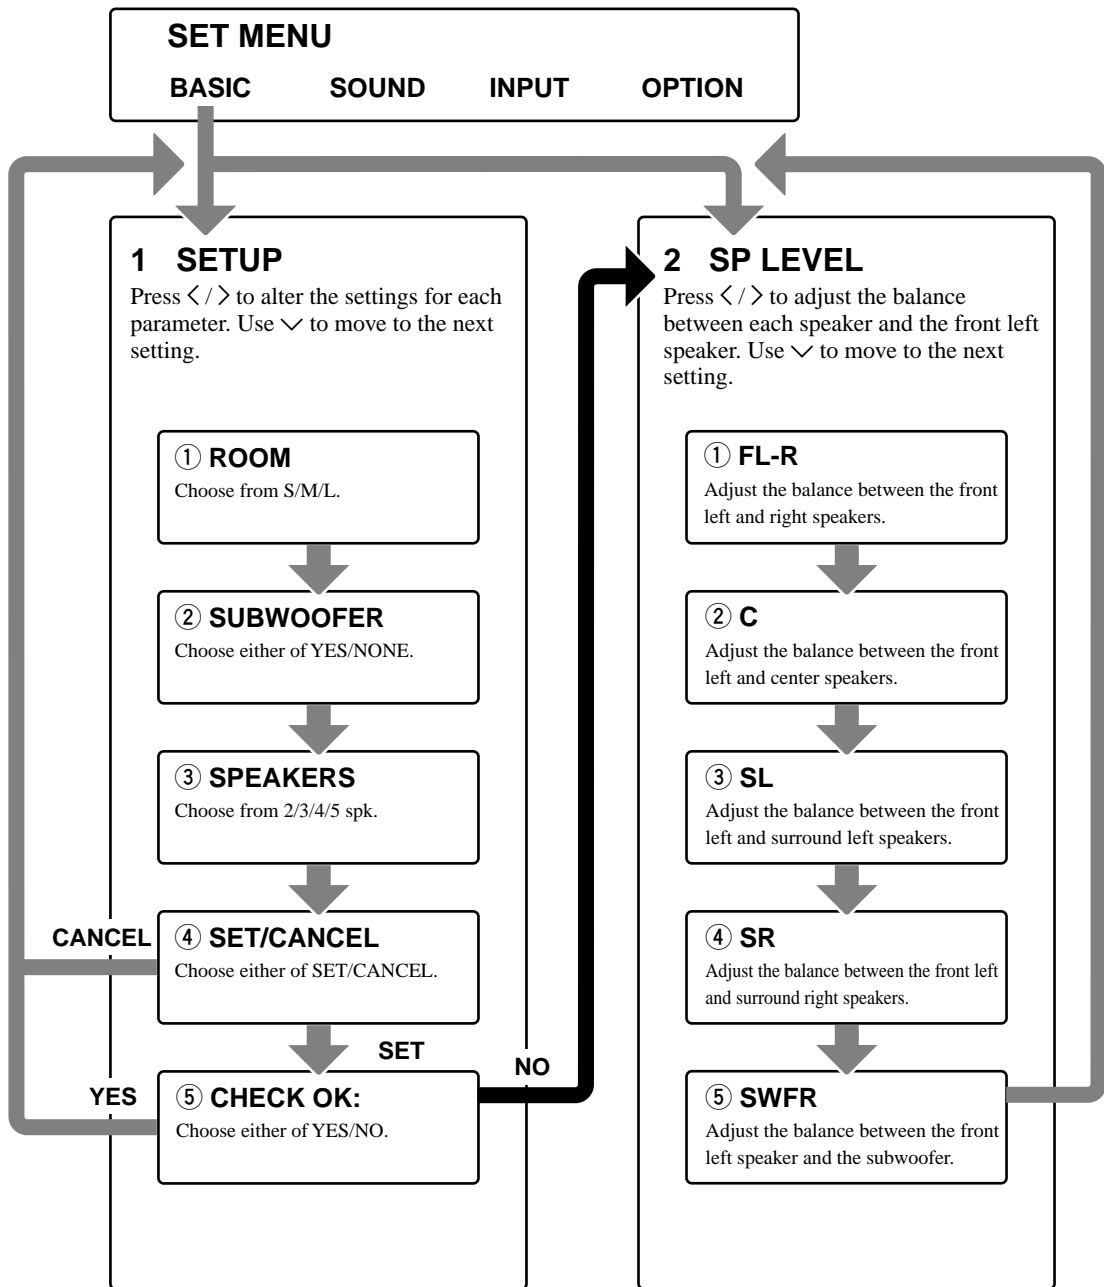 SET MENU
BASIC SOUND INPUT OPTION
1 SETUP
Press < / > to alter the settings for each
parameter. Use ∨ to move to the next
setting.
① ROOM
Choose from S/M/L.
② SUBWOOFER
Choose either of YES/NONE.
③ SPEAKERS
Choose from 2/3/4/5 spk.
CANCEL
④ SET/CANCEL
Choose either of SET/CANCEL.
SET
NO
YES
⑤ CHECK OK:
Choose either of YES/NO.
2 SP LEVEL
Press < / > to adjust the balance
between each speaker and the front left
speaker. Use ∨ to move to the next
setting.
① FL-R
Adjust the balance between the front
left and right speakers.
② C
Adjust the balance between the front
left and center speakers.
③ SL
Adjust the balance between the front
left and surround left speakers.
④ SR
Adjust the balance between the front left
and surround right speakers.
⑤ SWFR
Adjust the balance between the front
left speaker and the subwoofer.